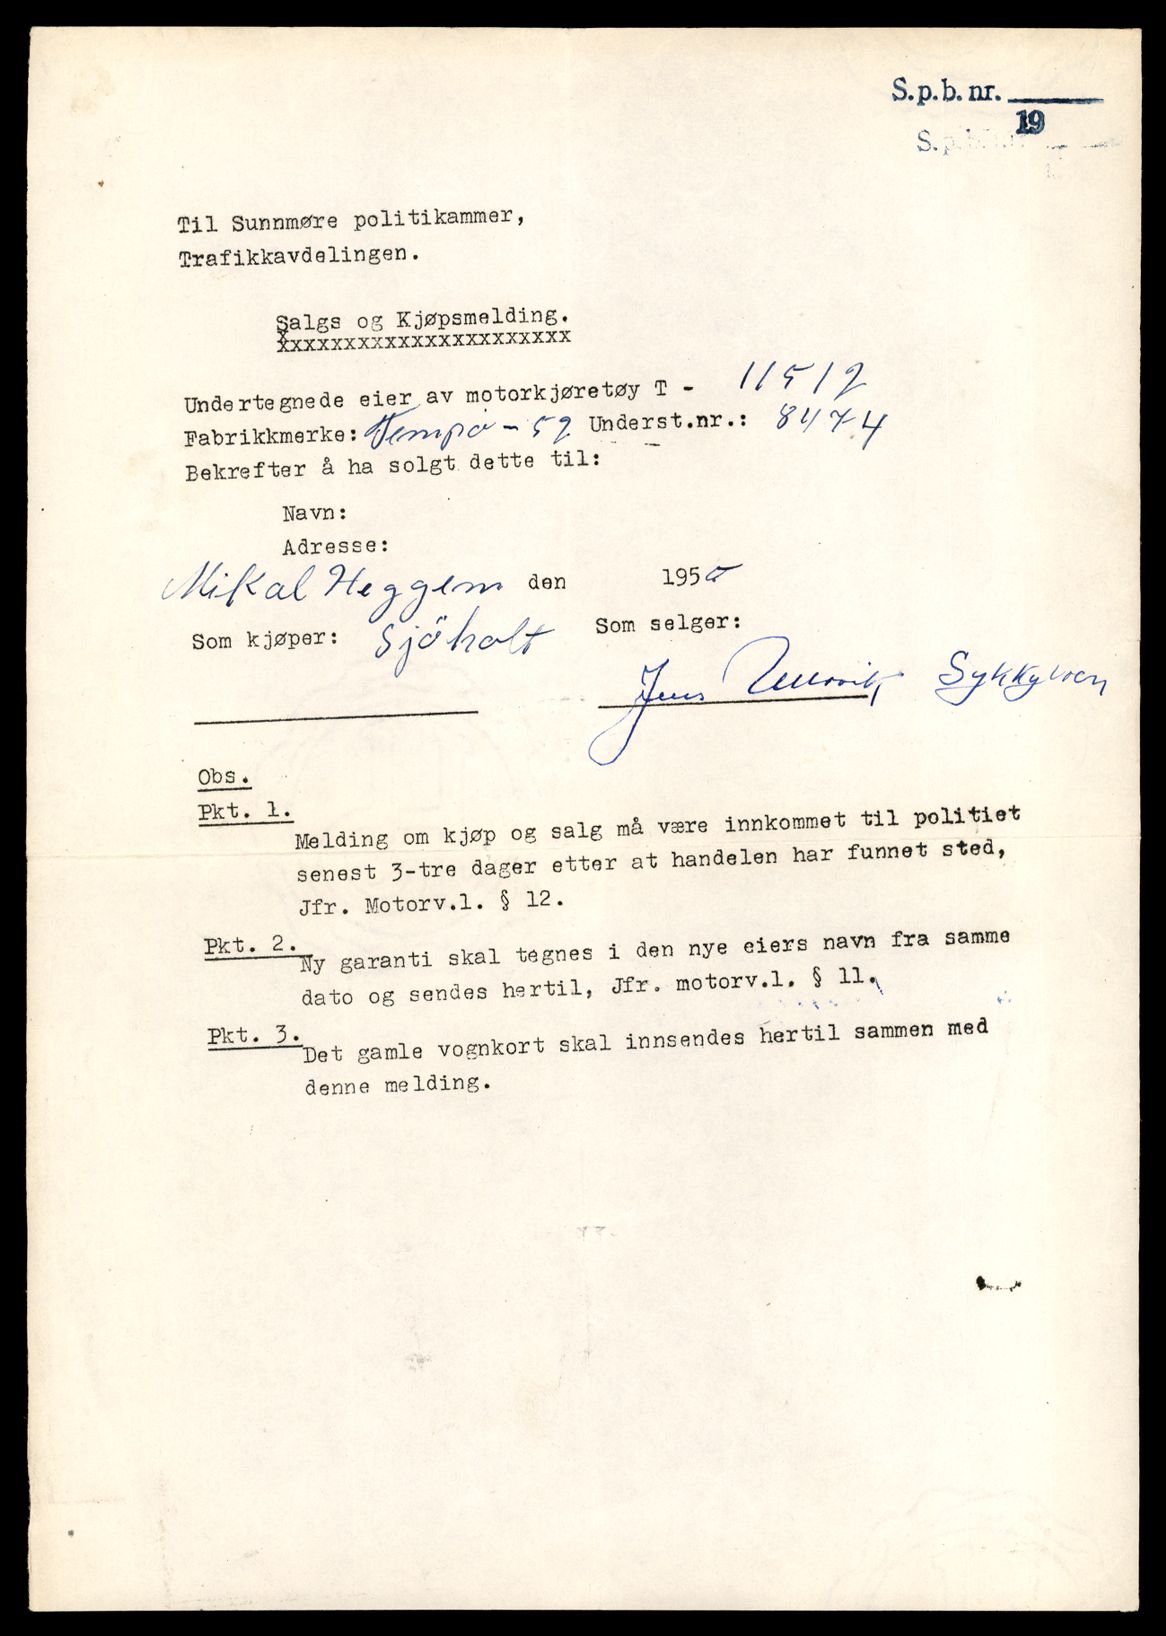 S.p.b. nr.
19
Til Sunnmøre politikammer,
Trafikkavdelingen.
Salgs og Kjøpsmelding.
xxxxxxxxxxxxxxxxxxxxxx
Undertegnede eier av motorkjøretøy T - 11512
Fabrikkmerke: Tempo - 52 Underst.nr.: 8474
Bekrefter å ha solgt dette til:
Navn:
Adresse:
Mikal Heggem den 195
Som kjøper: Sjöholt Som selger:
Jens Sykkylven
Obs.
Pkt. 1.
Melding om kjøp og salg må være innkommet til politiet
senest 3-tre dager etter at handelen har funnet sted,
Jfr. Motorv.l. § 12.
Pkt. 2.
Ny garanti skal tegnes i den nye eiers navn fra samme
dato og sendes hertil, Jfr. motorv.l. § 11.
Pkt. 3.
Det gamle vognkort skal innsendes hertil sammen med
denne melding.